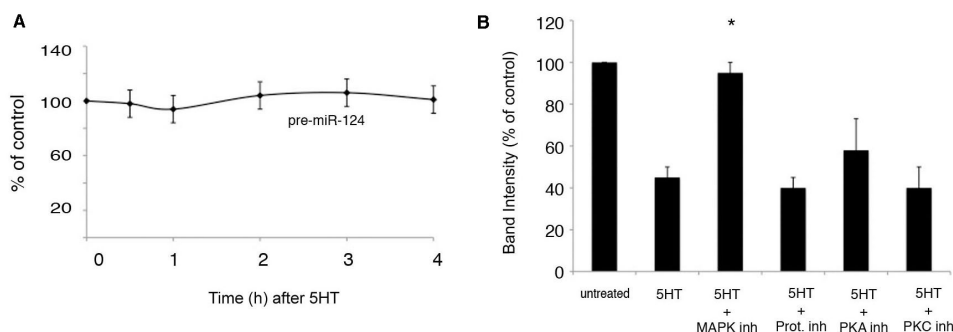 A
140
100
60
20
% of control
pre-miR-124
0 1 2 3 4
Time (h) after 5HT
B
120
100
80
60
40
20
0
Band Intensity (% of control)
*
untreated 5HT 5HT 5HT 5HT 5HT
+ + + +
MAPK inh Prot. inh PKA inh PKC inh